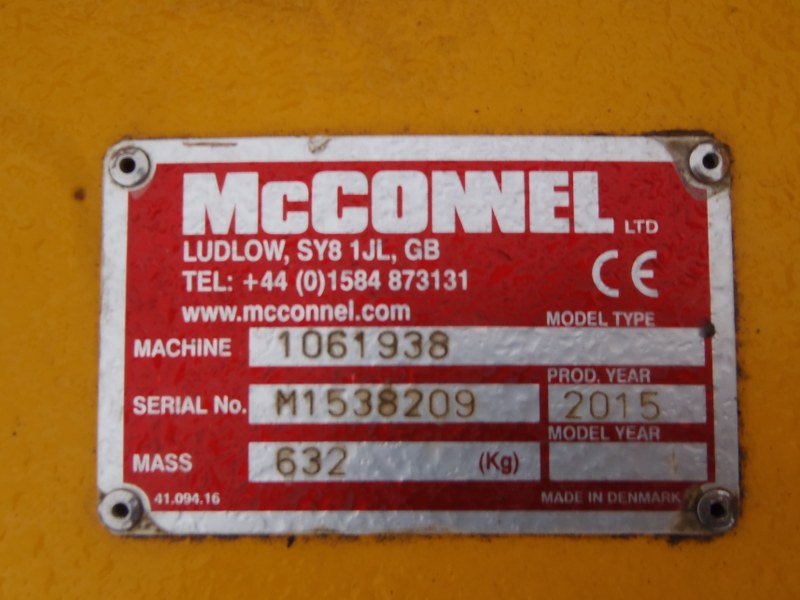 McCONNEL LTD
LUDLOW, SY8 1JL, GB
TEL: +44 (0)1584 873131
CE
www.mcconnel.com
MODEL TYPE
MACHINE 1061938
PROD. YEAR
SERIAL No. M1538209 2015
MODEL YEAR
MASS 632 (Kg)
41.094.16 MADE IN DENMARK